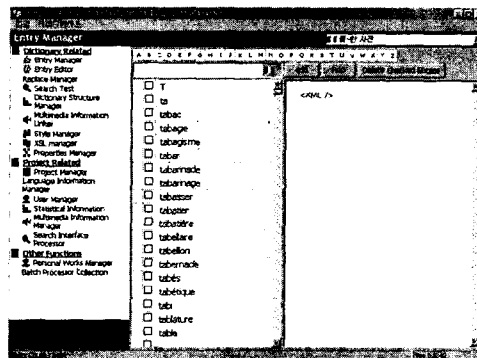 Entry Manager
Dictionary Related
Entry Manager
Entry Editor
Replace Manager
Search Test
Dictionary Structure
Manager
Multimedia Information
Linker
Style Manager
XSL manager
Properties Manager
Project Related
Project Manager
Language Information
Manager
User Manager
Statistical Information
Multimedia Information
Manager
Search Interface
Processor
Other Functions
Personal Works Manager
Batch Processor Collection
A B C D E F G H I J K L M N O P Q R S T U V W X Y Z
T
ta
tabac
tabage
tabagisme
tabar
tabarinade
tabarinage
tabasser
tabatier
tabatière
tabellaire
tabellion
tabernacle
tabès
tabétique
tabi
tablature
table
<XML />